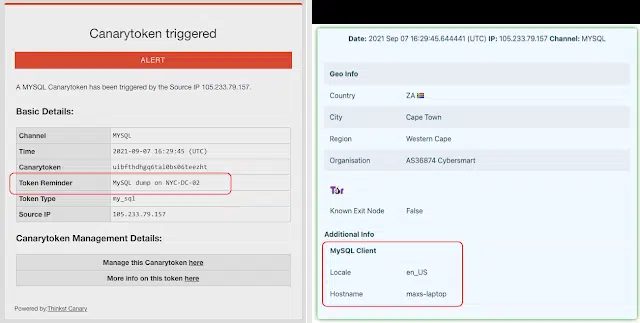 Canarytoken triggered
ALERT
A MYSQL Canarytoken has been triggered by the Source IP 105.233.79.157.
Basic Details:
Channel MYSQL
Time 2021-09-07 16:29:45 (UTC)
Canarytoken uibfthdhgq6tai0bs06teezht
Token Reminder MySQL dump on NYC-DC-02
Token Type my_sql
Source IP 105.233.79.157
Canarytoken Management Details:
Manage this Canarytoken here
More info on this token here
Powered by:Thinkst Canary
Date: 2021 Sep 07 16:29:45.644441 (UTC) IP: 105.233.79.157 Channel: MYSQL
Geo Info
Country ZA 🇿🇦
City Cape Town
Region Western Cape
Organisation AS36874 Cybersmart
Tor
Known Exit Node False
Additional Info
MySQL Client
Locale en_US
Hostname maxs-laptop